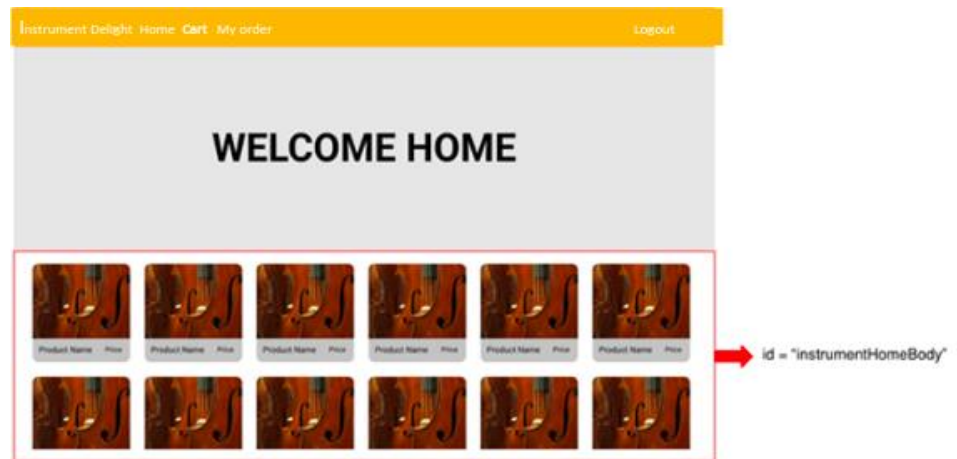 Instrument Delight Home Cart My order Logout
WELCOME HOME
Product Name Price Product Name Price Product Name Price Product Name Price Product Name Price Product Name Price
id = "instrumentHomeBody"